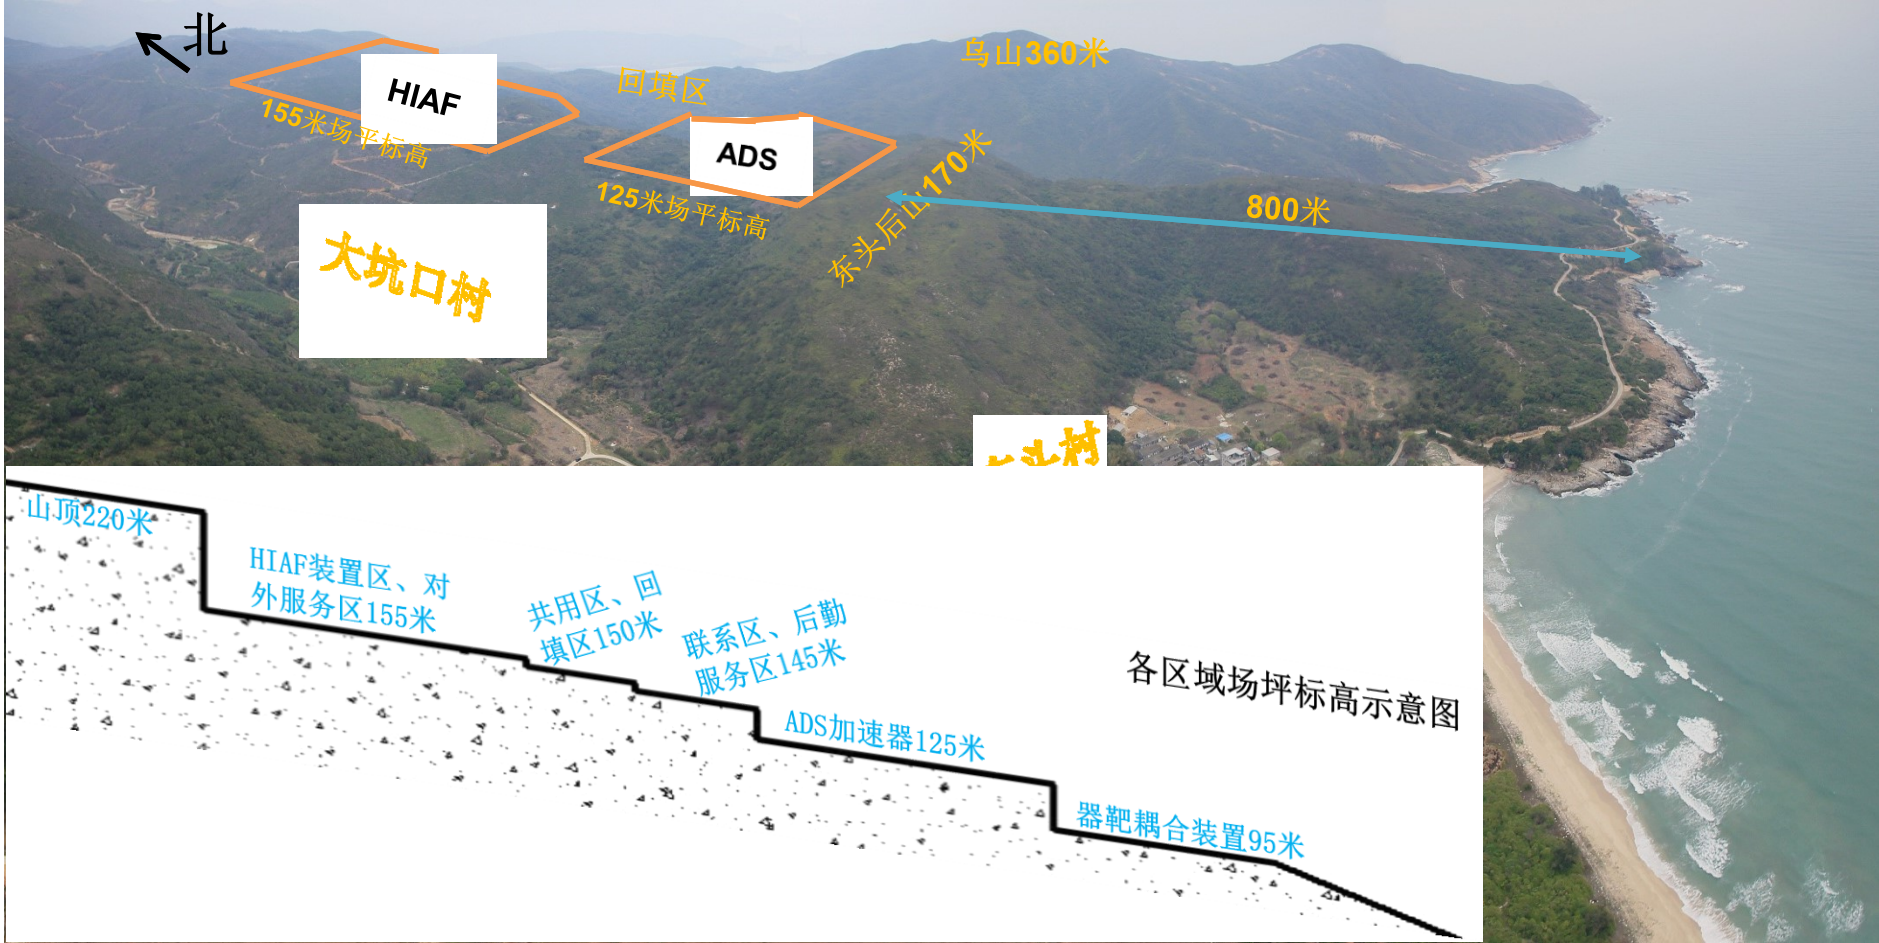 北
HIAF
155米场平标高
回填区
ADS
125米场平标高
乌山360米
东头后山170米
800米
大坑口村
头村
山顶220米
HIAF装置区、对
外服务区155米
共用区、回
填区150米
联系区、后勤
服务区145米
ADS加速器125米
器靶耦合装置95米
各区域场坪标高示意图